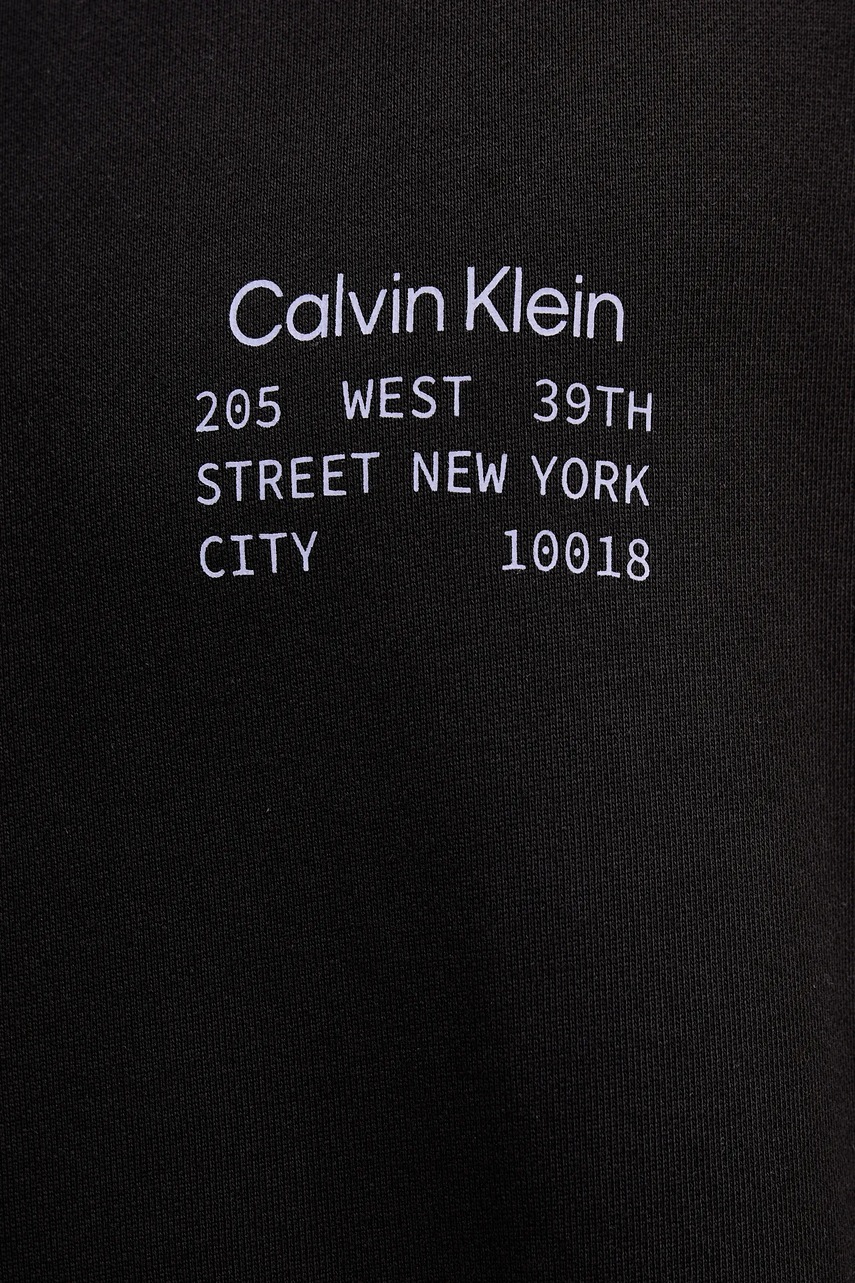 Calvin Klein
205 WEST 39TH
STREET NEW YORK
CITY 10018